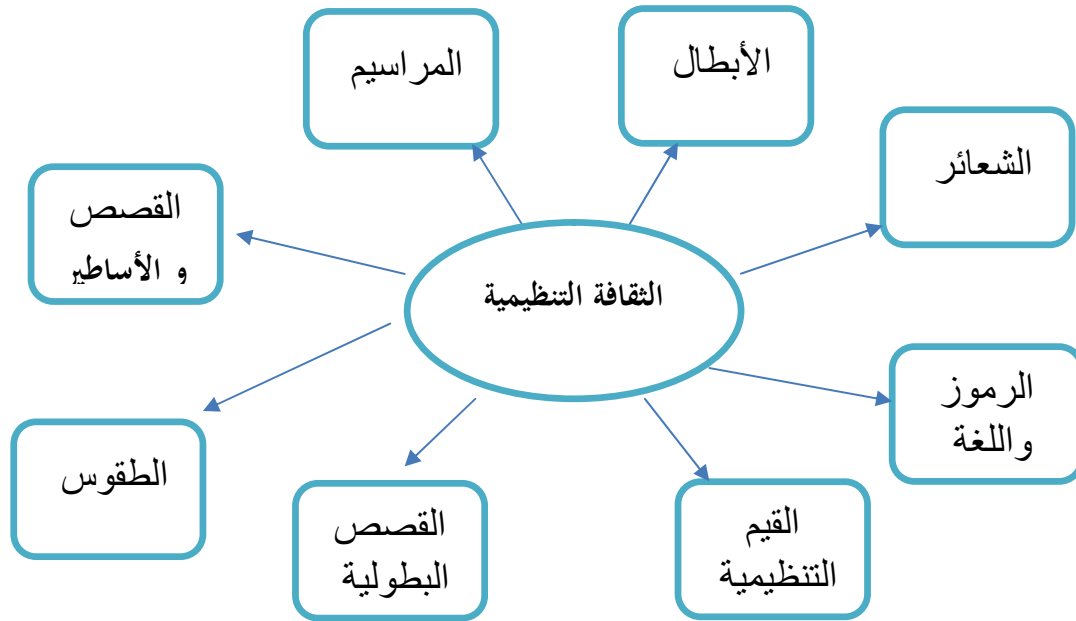 الأبطال
المراسيم
الشعائر
القصص
و الأساطير
الثقافة التنظيمية
الرموز
واللغة
الطقوس
القيم
التنظيمية
القصص
البطولية